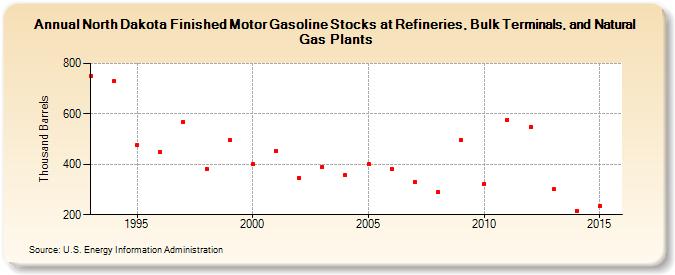 Annual North Dakota Finished Motor Gasoline Stocks at Refineries, Bulk Terminals, and Natural
Gas Plants
Thousand Barrels
800
600
400
200
1995
2000
2005
2010
2015
Source: U.S. Energy Information Administration